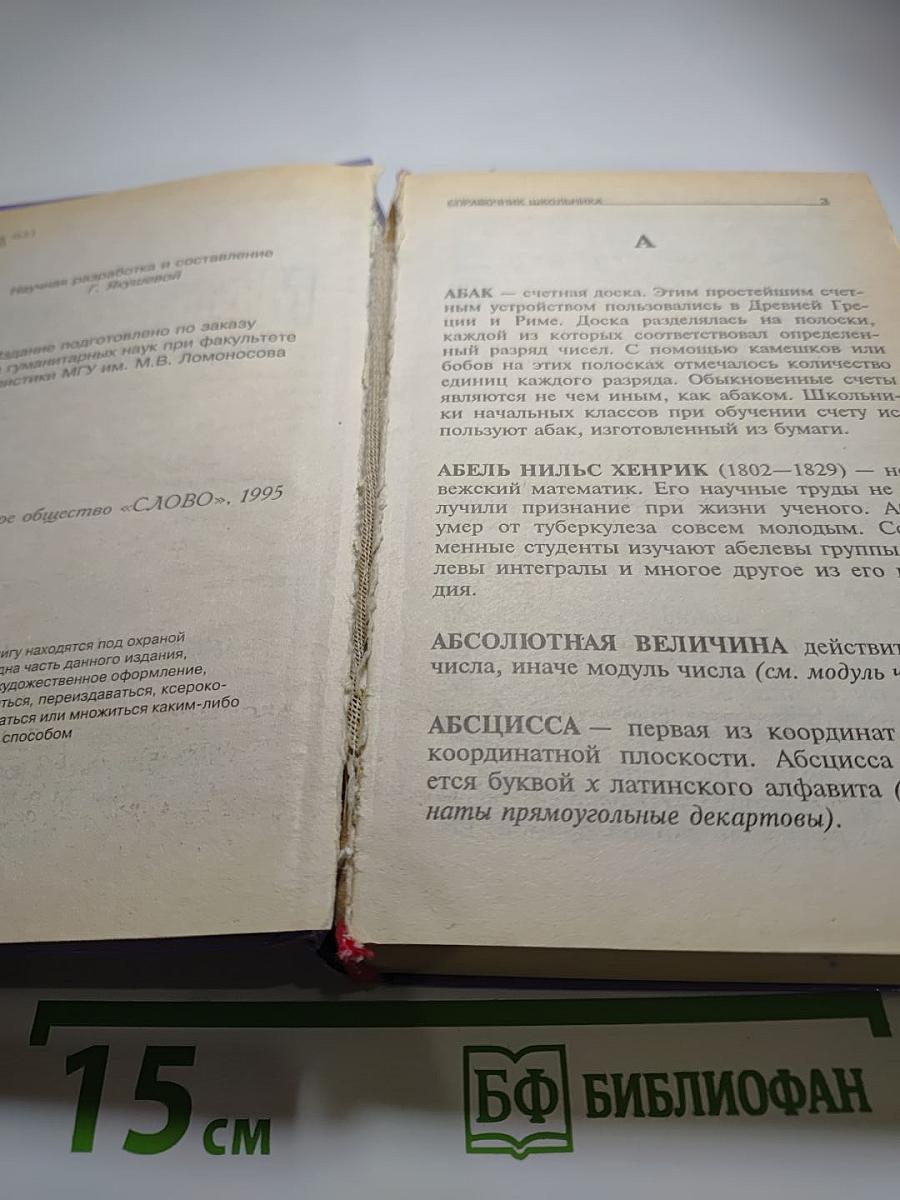 Научная разработка и составление
Г. Якушевой
Издание подготовлено по заказу
гуманитарных наук при факультете
МГУ им. М.В. Ломоносова
общество «СЛОВО», 1995
находятся под охраной
часть данного издания,
художественное оформление,
переиздаваться, ксероко-
или множиться каким-либо
способом
СПРАВОЧНИК ШКОЛЬНИКА 3
А
АБАК — счетная доска. Этим простейшим счет-
ным устройством пользовались в Древней Гре-
ции и Риме. Доска разделялась на полоски,
каждой из которых соответствовал определен-
ный разряд чисел. С помощью камешков или
бобов на этих полосках отмечалось количество
единиц каждого разряда. Обыкновенные счеты
являются не чем иным, как абаком. Школьни-
ки начальных классов при обучении счету ис
пользуют абак, изготовленный из бумаги.
АБЕЛЬ НИЛЬС ХЕНРИК (1802—1829) — но
вежский математик. Его научные труды не
лучили признание при жизни ученого. А
умер от туберкулеза совсем молодым. Со
менные студенты изучают абелевы группы
левы интегралы и многое другое из его
дия.
АБСОЛЮТНАЯ ВЕЛИЧИНА действит
числа, иначе модуль числа (см. модуль ч
АБСЦИССА — первая из координат
координатной плоскости. Абсцисса
ется буквой x латинского алфавита (
наты прямоугольные декартовы).
15 см
БФ БИБЛИОФАН